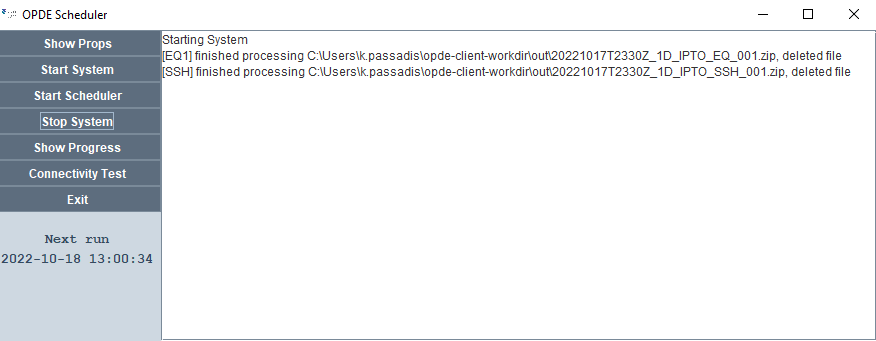 OPDE Scheduler
Show Props
Start System
Start Scheduler
Stop System
Show Progress
Connectivity Test
Exit
Next run
2022-10-18 13:00:34
Starting System
[EQ1] finished processing C:\Users\k.passadis\opde-client-workdir\out\20221017T2330Z_1D_IPTO_EQ_001.zip, deleted file
[SSH] finished processing C:\Users\k.passadis\opde-client-workdir\out\20221017T2330Z_1D_IPTO_SSH_001.zip, deleted file